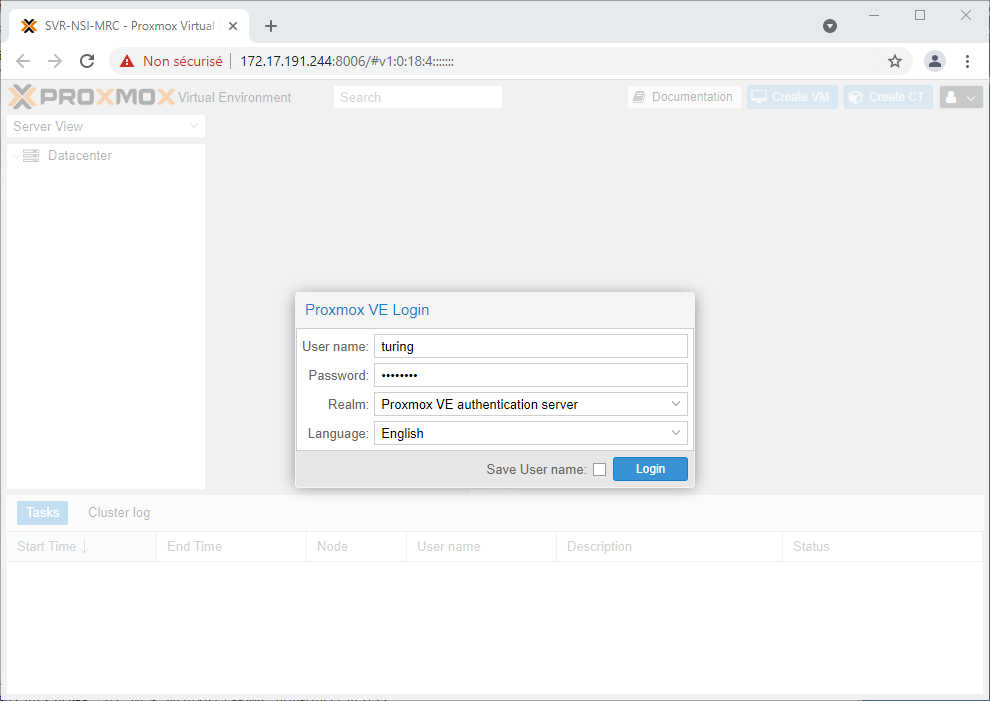 SVR-NSI-MRC - Proxmox Virtual
Non sécurisé 172.17.191.244:8006/#v1:0:18:4:::::::
PROXMOX Virtual Environment Search Documentation Create VM Create CT
Server View
Datacenter
Proxmox VE Login
User name: turing
Password: ••••••••
Realm: Proxmox VE authentication server
Language: English
Save User name: Login
Tasks Cluster log
Start Time End Time Node User name Description Status